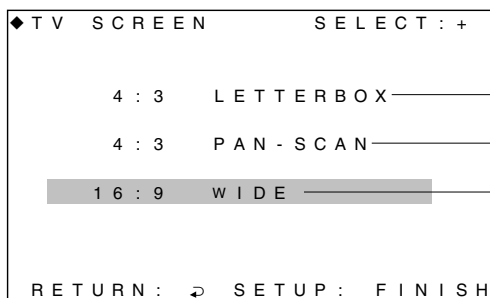 ◆TV SCREEN SELECT:+
4:3 LETTERBOX
4:3 PAN-SCAN
16:9 WIDE
RETURN: ⤾ SETUP: FINISH